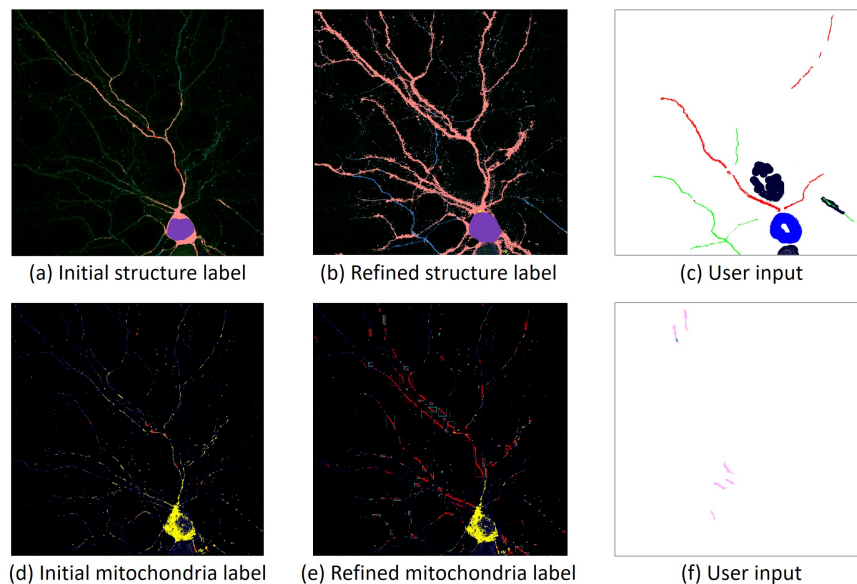 (a) Initial structure label
(b) Refined structure label
(c) User input
(d) Initial mitochondria label
(e) Refined mitochondria label
(f) User input